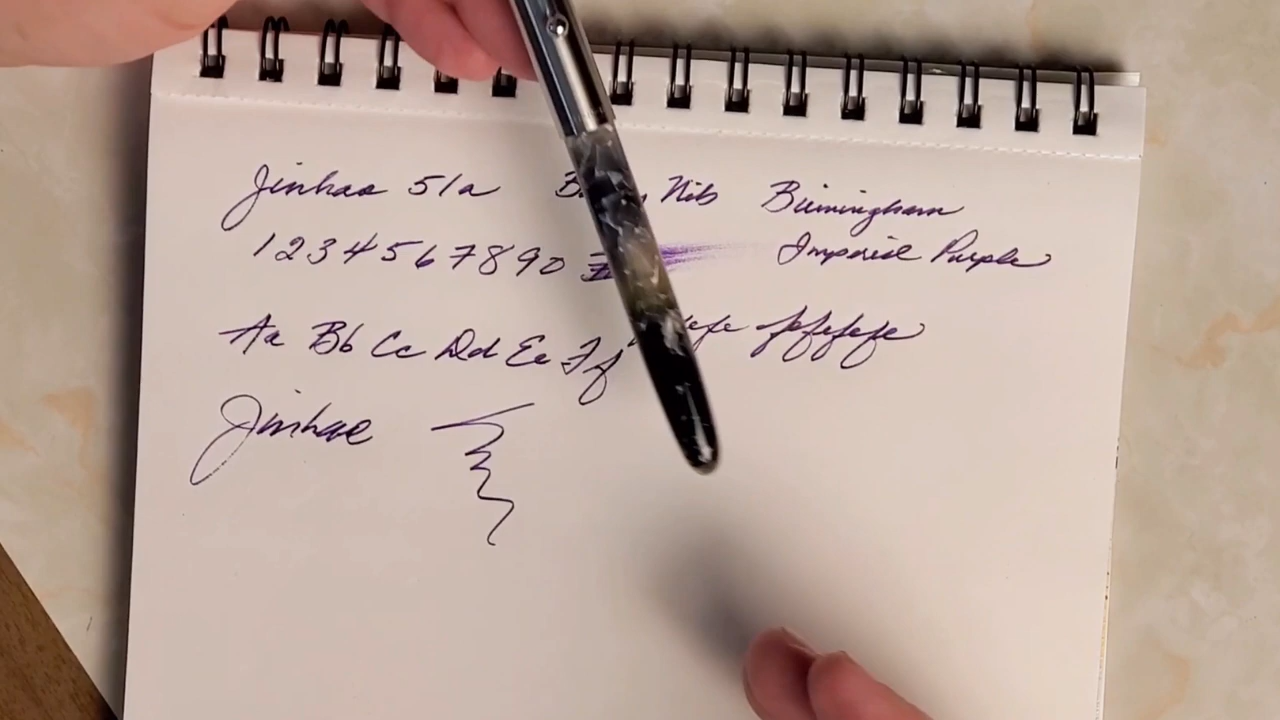 Jinhao 51a Nib Birmingham
1234567890 Imperial Purple
Aa Bb Cc Dd Ee Ff
Jinhao